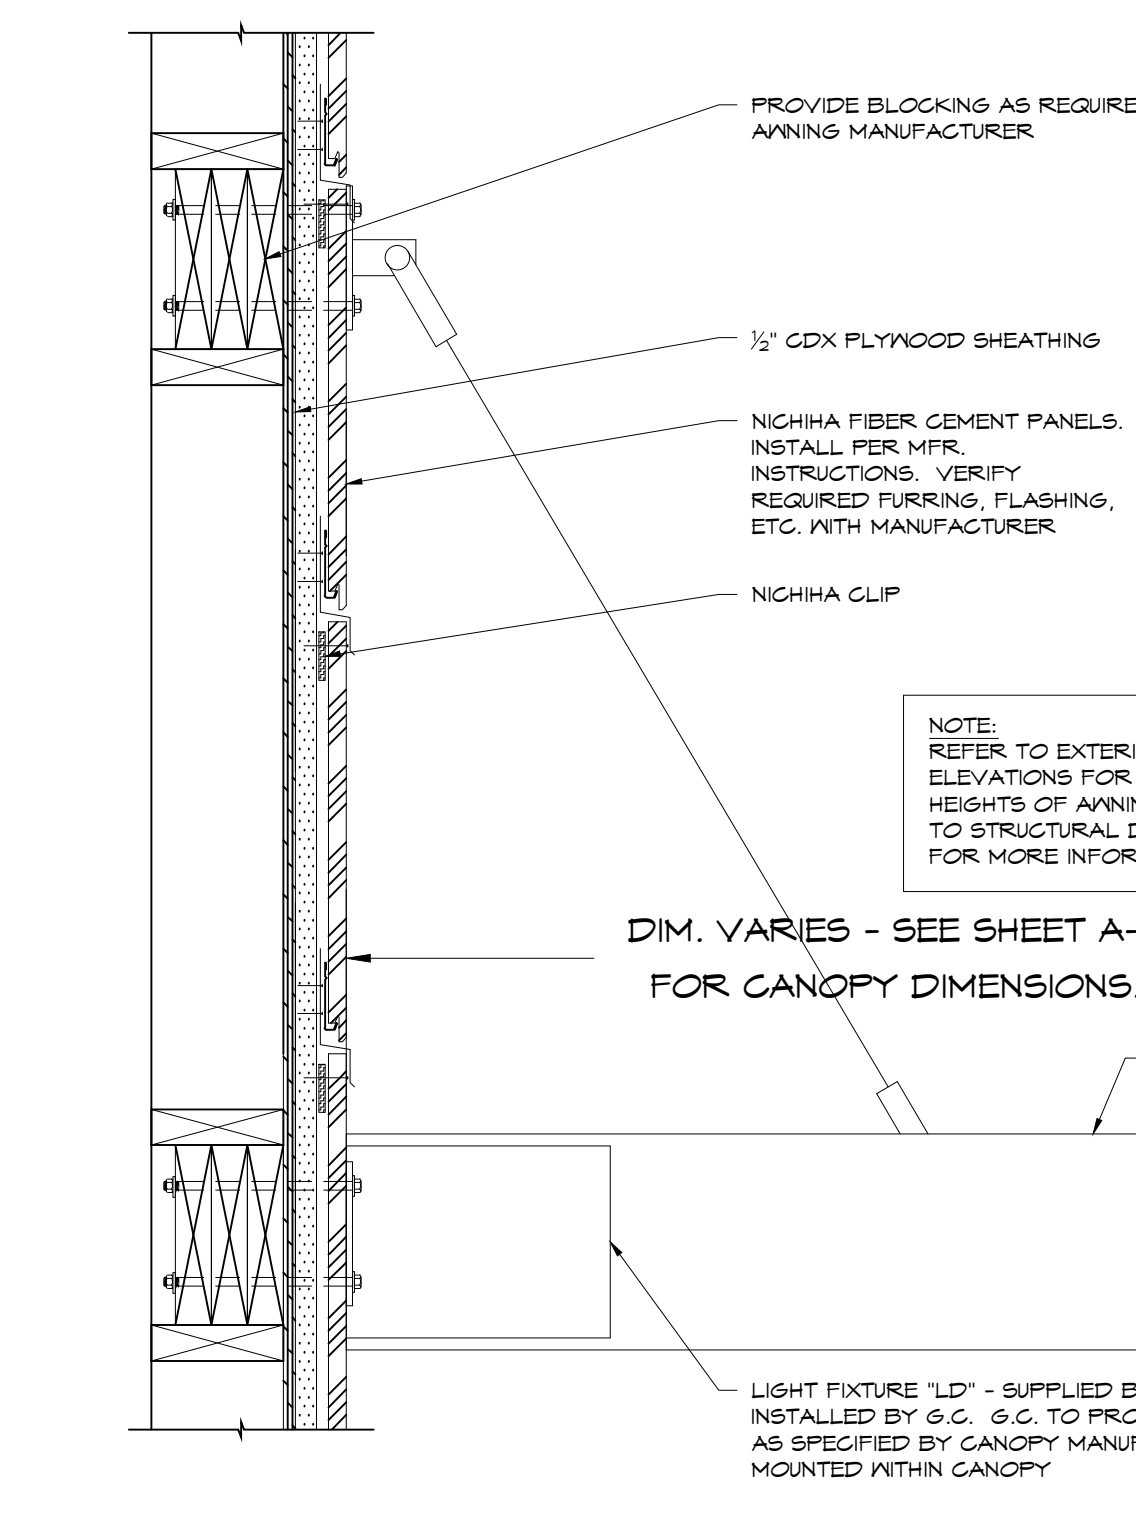 PROVIDE BLOCKING AS REQUIRE
AWNING MANUFACTURER
½" CDX PLYWOOD SHEATHING
NICHIHA FIBER CEMENT PANELS.
INSTALL PER MFR.
INSTRUCTIONS. VERIFY
REQUIRED FURRING, FLASHING,
ETC. WITH MANUFACTURER
NICHIHA CLIP
NOTE:
REFER TO EXTERI
ELEVATIONS FOR
HEIGHTS OF AWNIN
TO STRUCTURAL D
FOR MORE INFOR
DIM. VARIES - SEE SHEET A-
FOR CANOPY DIMENSIONS.
LIGHT FIXTURE "LD" - SUPPLIED B
INSTALLED BY G.C. G.C. TO PRO
AS SPECIFIED BY CANOPY MANUF
MOUNTED WITHIN CANOPY